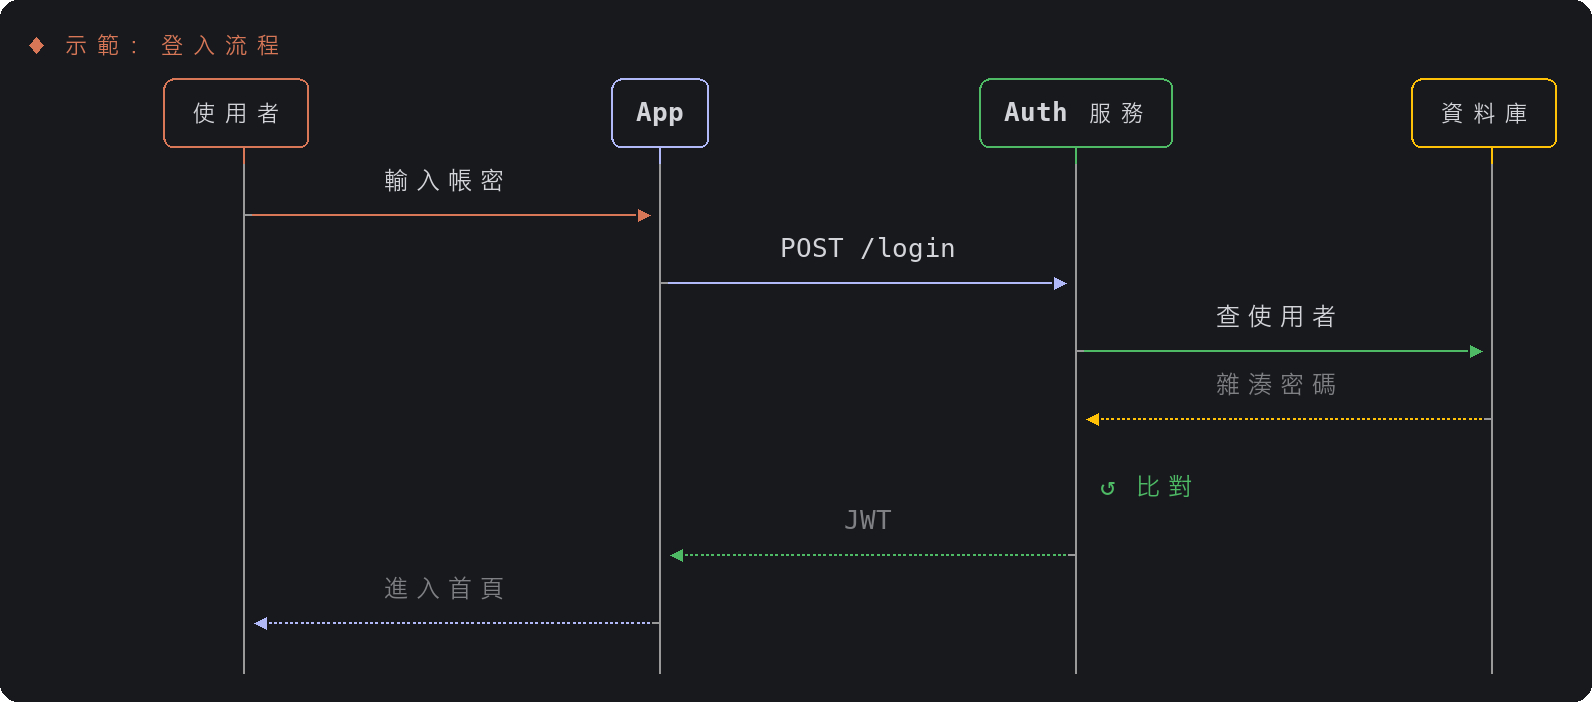 ♦ 示範：登入流程
使用者 App Auth 服務 資料庫
輸入帳密
POST /login
查使用者
雜湊密碼
↺ 比對
JWT
進入首頁